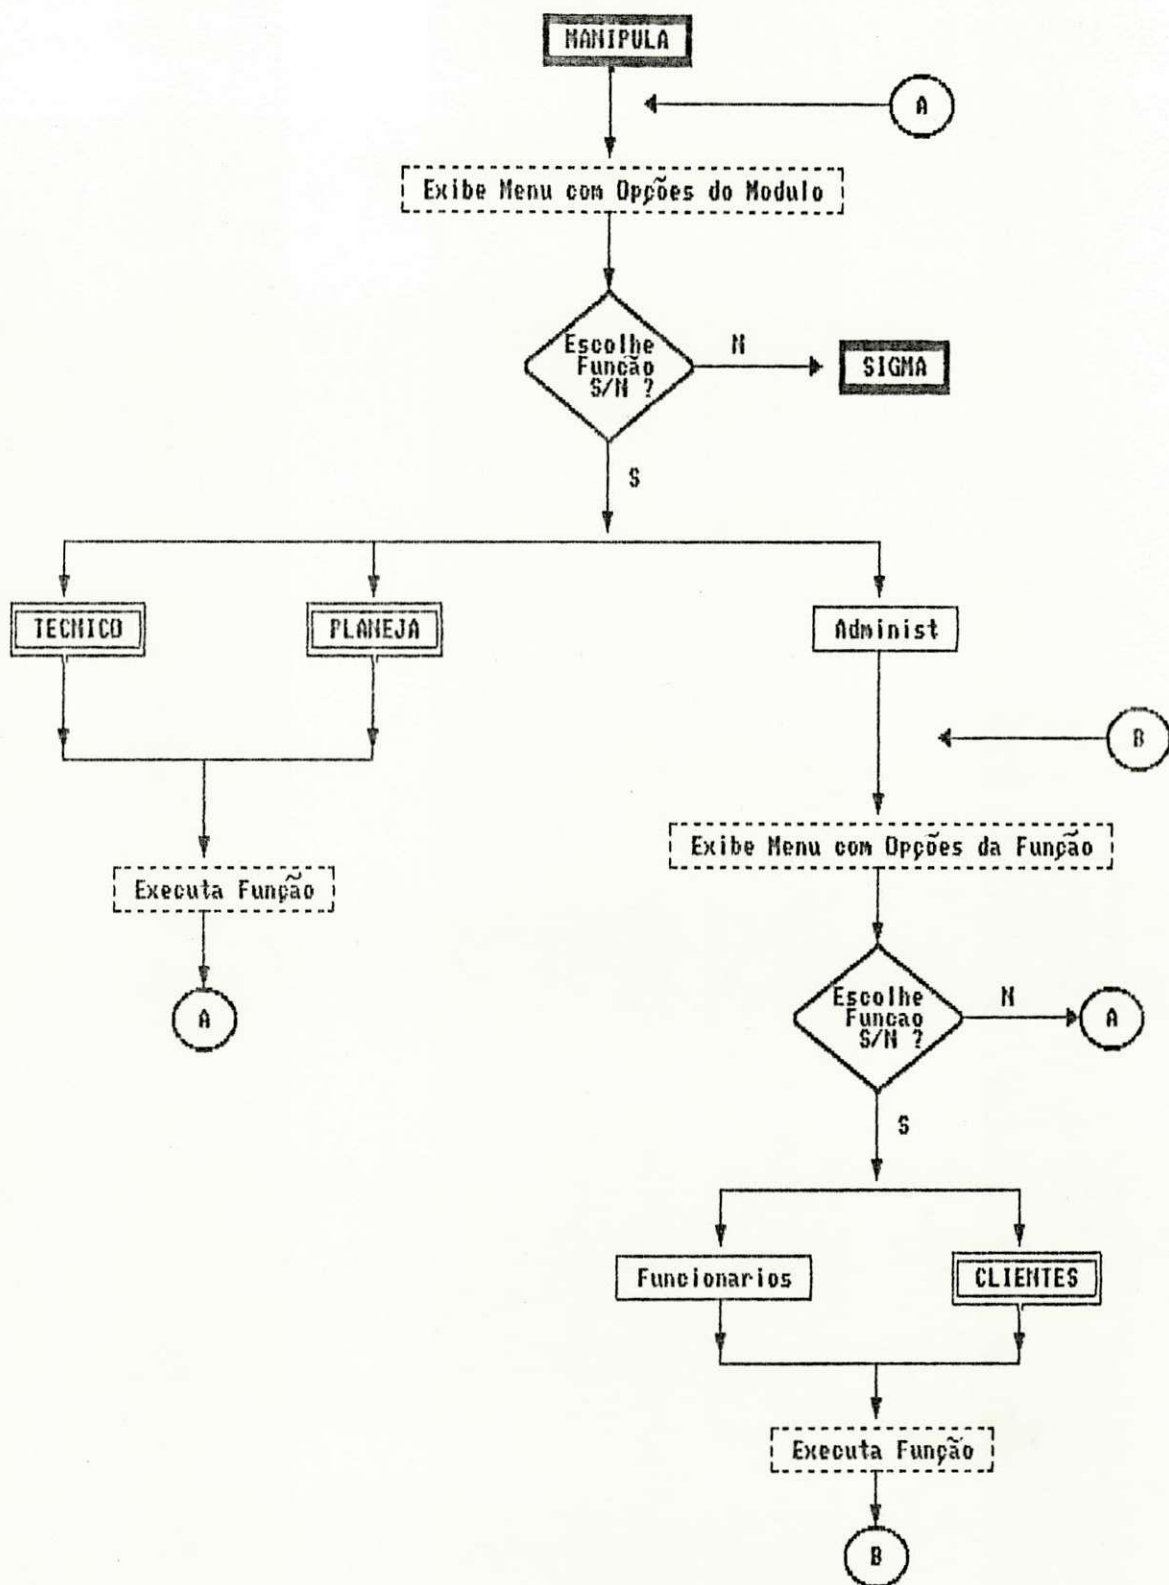 MANIPULA
A
Exibe Menu com Opções do Modulo
Escolhe
Função
S/N ?
N
SIGMA
S
TECNICO
PLANEJA
Administ
B
Exibe Menu com Opções da Função
Executa Função
A
Escolhe
Funcao
S/N ?
N
A
S
Funcionarios
CLIENTES
Executa Função
B